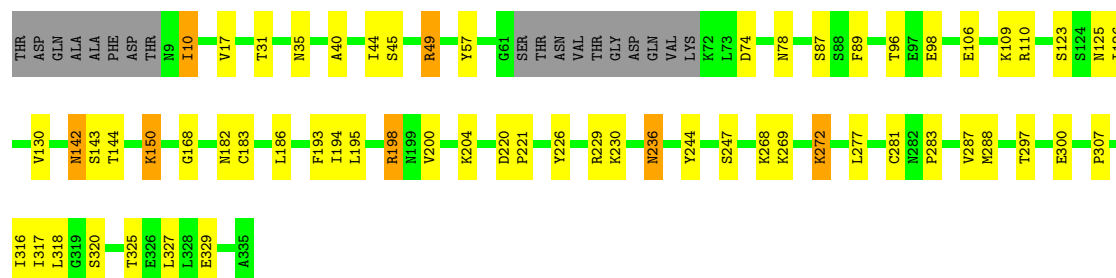 THR ASP GLN ALA ALA PHE ASP THR N9 I10 V17 T31 N35 A40 I44 S45 R49 Y57 G61 SER THR ASN VAL THR GLY ASP GLN VAL LYS K72 L73 D74 N78 S87 S88 F89 T96 E97 E98 E106 K109 R110 S123 S124 N125
V130 N142 S143 T144 K150 G168 N182 C183 L186 F193 I194 L195 R198 N199 V200 K204 D220 P221 Y226 R229 K230 N236 Y244 S247 K268 K269 K272 L277 C281 N282 P283 V287 M288 T297 E300 P307
I316 I317 L318 G319 S320 T325 E326 L327 L328 E329 A335